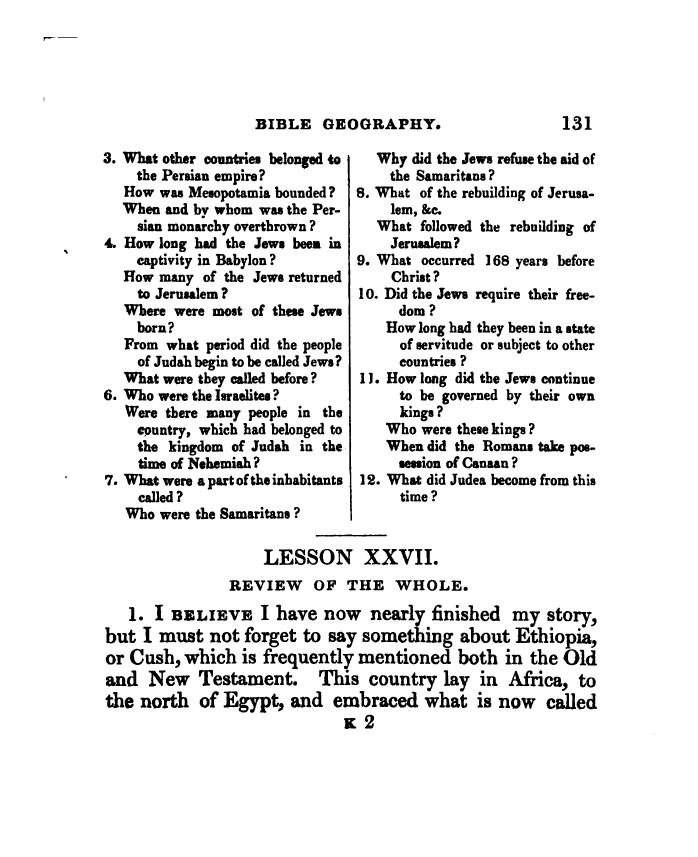 BIBLE GEOGRAPHY. 131
3. What other countries belonged to
the Persian empire?
How was Mesopotamia bounded?
When and by whom was the Per-
sian monarchy overthrown?
4. How long had the Jews been in
captivity in Babylon?
How many of the Jews returned
to Jerusalem?
Where were most of these Jews
born?
From what period did the people
of Judah begin to be called Jews?
What were they called before?
6. Who were the Israelites?
Were there many people in the
country, which had belonged to
the kingdom of Judah in the
time of Nehemiah?
7. What were a part of the inhabitants
called?
Who were the Samaritans?
Why did the Jews refuse the aid of
the Samaritans?
8. What of the rebuilding of Jerusa-
lem, &c.
What followed the rebuilding of
Jerusalem?
9. What occurred 168 years before
Christ?
10. Did the Jews require their free-
dom?
How long had they been in a state
of servitude or subject to other
countries?
11. How long did the Jews continue
to be governed by their own
kings?
Who were these kings?
When did the Romans take pos-
session of Canaan?
12. What did Judea become from this
time?
LESSON XXVII.
REVIEW OF THE WHOLE.
1. I BELIEVE I have now nearly finished my story,
but I must not forget to say something about Ethiopia,
or Cush, which is frequently mentioned both in the Old
and New Testament. This country lay in Africa, to
the north of Egypt, and embraced what is now called
K 2